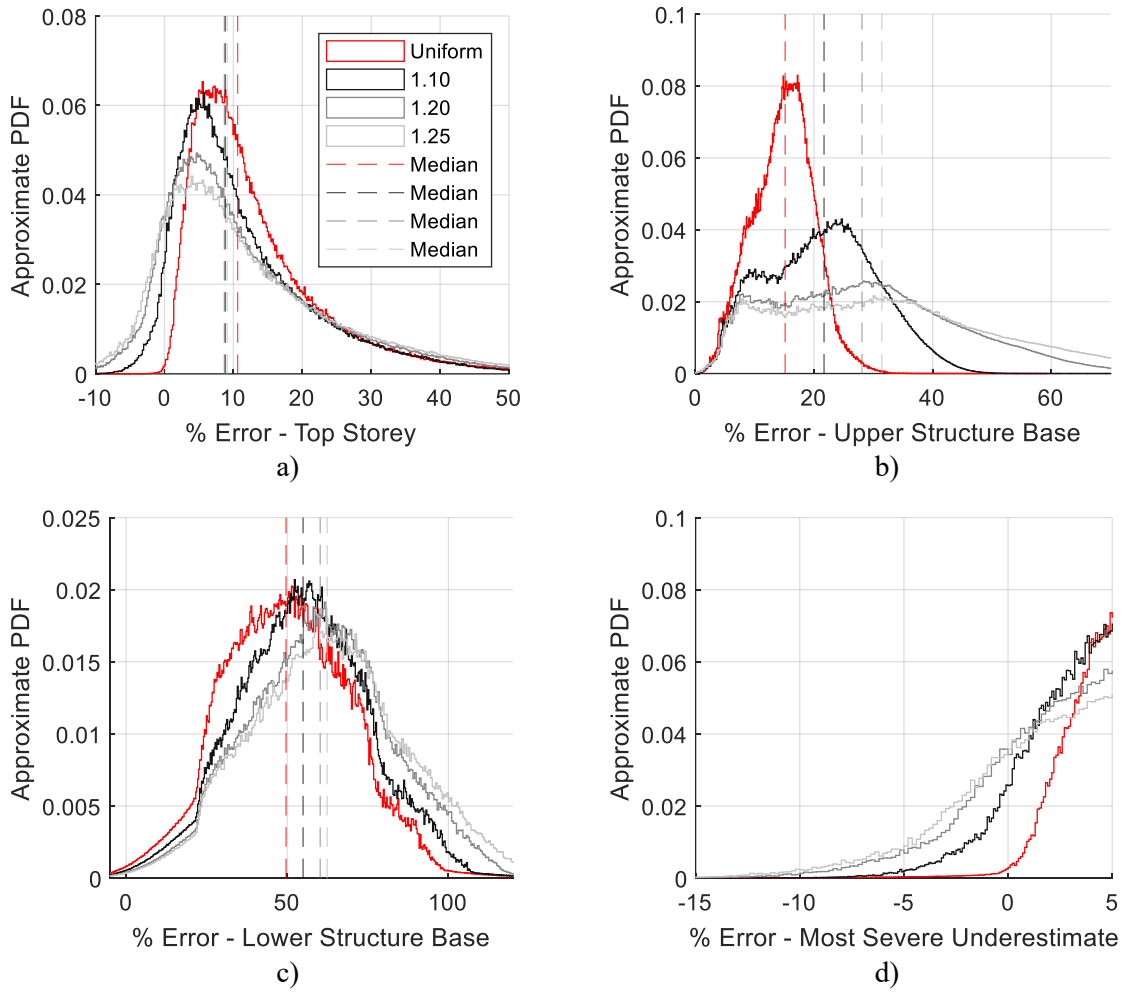 0.08
0.06
0.04
0.02
0
Approximate PDF
-10 0 10 20 30 40 50
% Error - Top Storey
a)
Uniform
1.10
1.20
1.25
Median
Median
Median
Median
0.1
0.08
0.06
0.04
0.02
0
Approximate PDF
0 20 40 60
% Error - Upper Structure Base
b)
0.025
0.02
0.015
0.01
0.005
0
Approximate PDF
0 50 100
% Error - Lower Structure Base
c)
0.1
0.08
0.06
0.04
0.02
0
Approximate PDF
-15 -10 -5 0 5
% Error - Most Severe Underestimate
d)